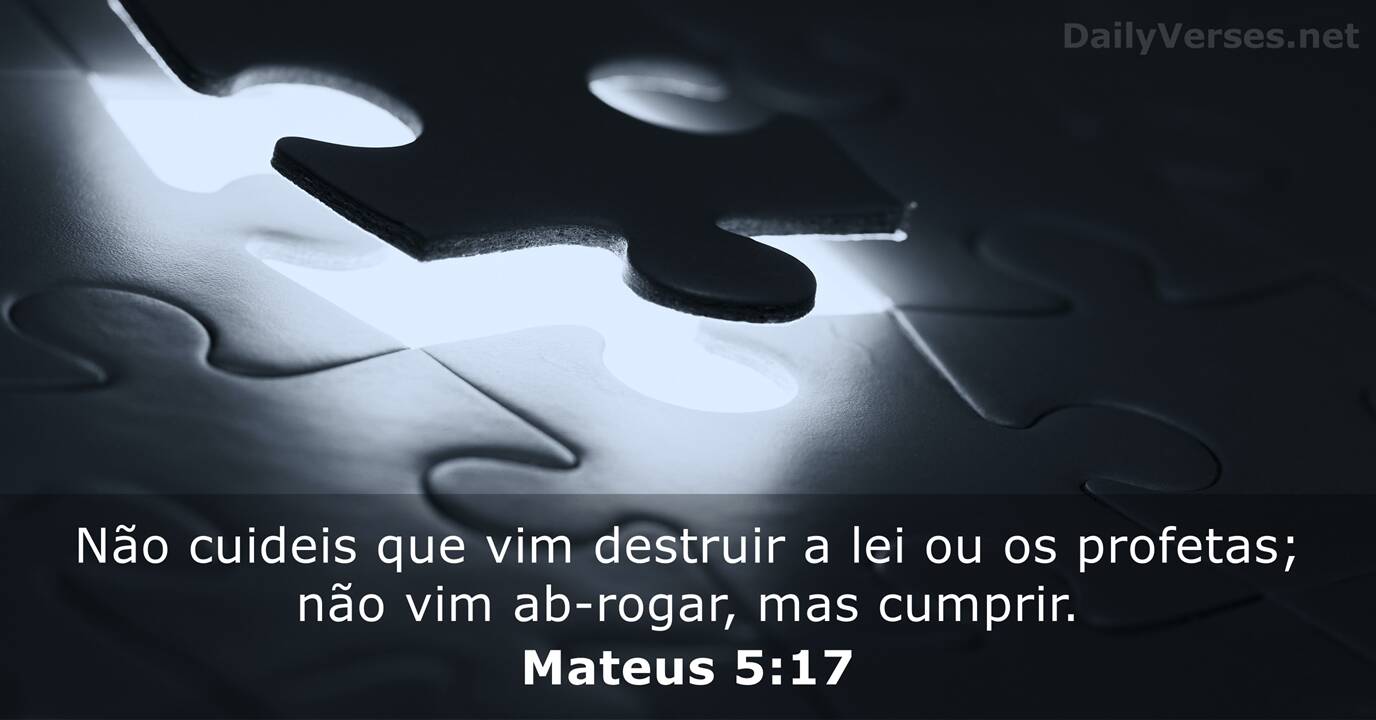 DailyVerses.net
Não cuideis que vim destruir a lei ou os profetas;
não vim ab-rogar, mas cumprir.
Mateus 5:17